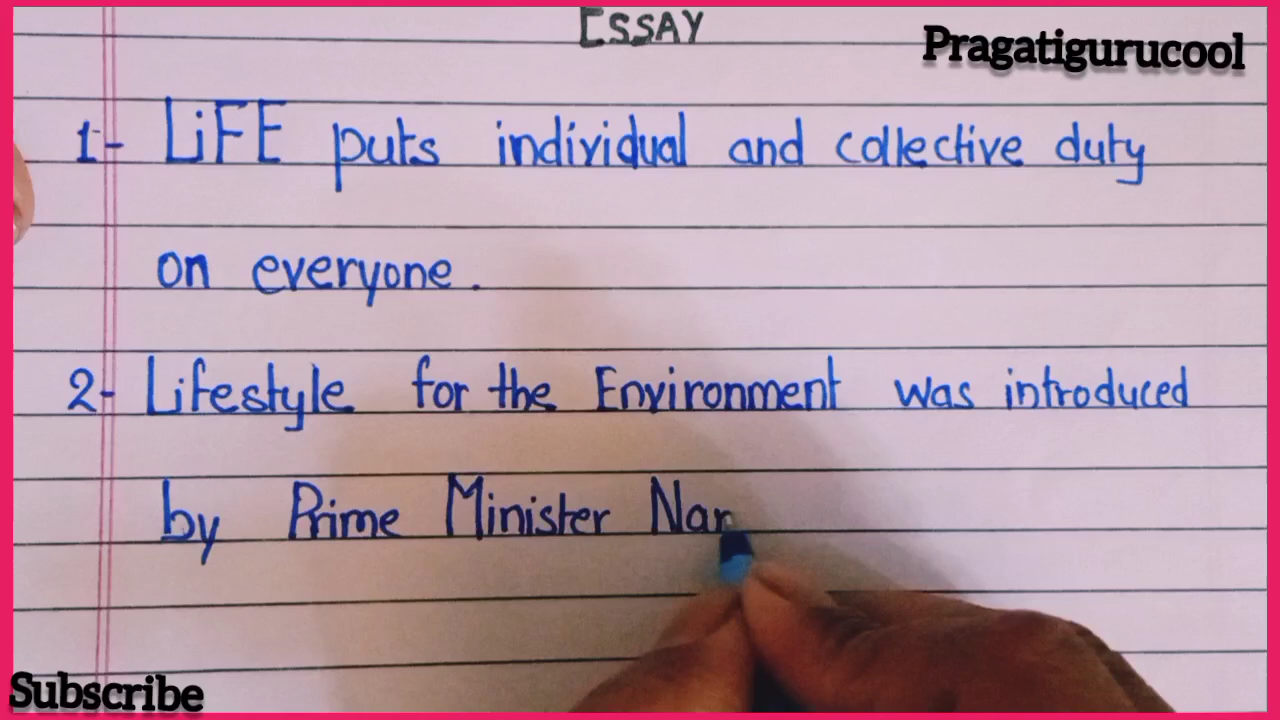 ESSAY
Pragatigurucool
1- LiFE puts individual and collective duty
on everyone.
2- Lifestyle for the Environment was introduced
by Prime Minister Nar
Subscribe